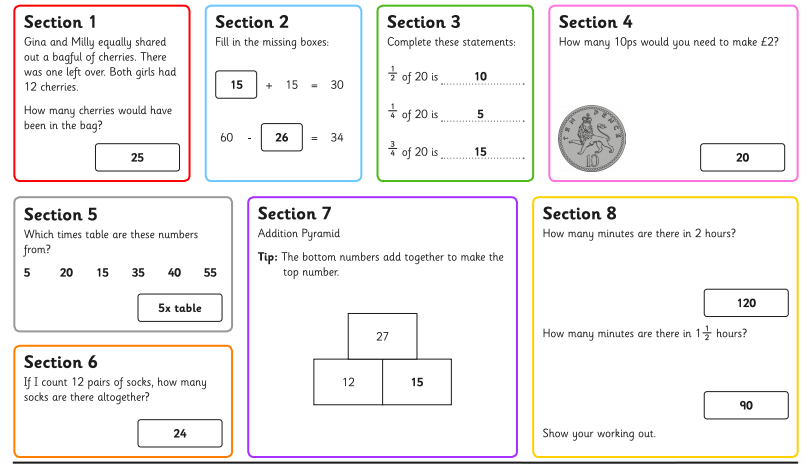 Section 1
Gina and Milly equally shared
out a bagful of cherries. There
was one left over. Both girls had
12 cherries.
How many cherries would have
been in the bag?
25
Section 2
Fill in the missing boxes:
15 + 15 = 30
60 - 26 = 34
Section 3
Complete these statements:
1/2 of 20 is 10.
1/4 of 20 is 5.
3/4 of 20 is 15.
Section 4
How many 10ps would you need to make £2?
TEN PENCE
10
20
Section 5
Which times table are these numbers
from?
5 20 15 35 40 55
5x table
Section 6
If I count 12 pairs of socks, how many
socks are there altogether?
24
Section 7
Addition Pyramid
Tip: The bottom numbers add together to make the
top number.
27
12 15
Section 8
How many minutes are there in 2 hours?
120
How many minutes are there in 1 1/2 hours?
90
Show your working out.